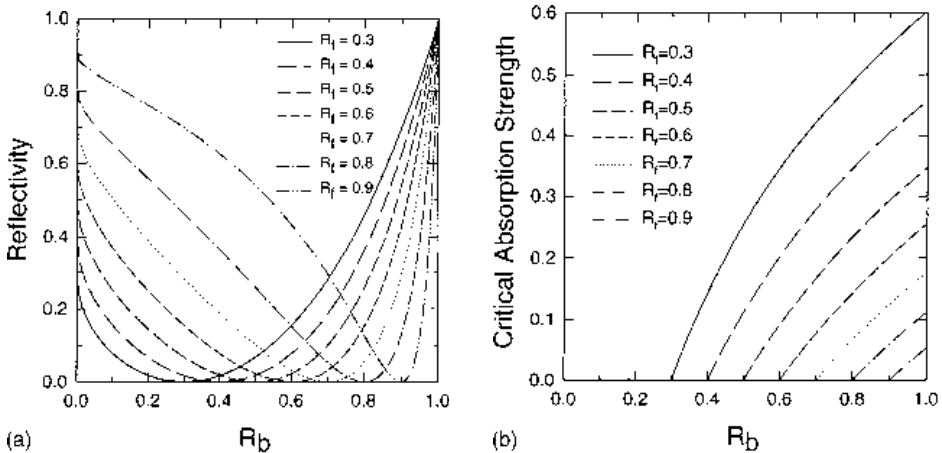 1.0
0.8
0.6
0.4
0.2
0.0
Reflectivity
R_f = 0.3
R_f = 0.4
R_f = 0.5
R_f = 0.6
R_f = 0.7
R_f = 0.8
R_f = 0.9
0.0 0.2 0.4 0.6 0.8 1.0
R_b
(a)
0.6
0.5
0.4
0.3
0.2
0.1
0.0
Critical Absorption Strength
R_f=0.3
R_f=0.4
R_f=0.5
R_f=0.6
R_f=0.7
R_f=0.8
R_f=0.9
0.0 0.2 0.4 0.6 0.8 1.0
R_b
(b)